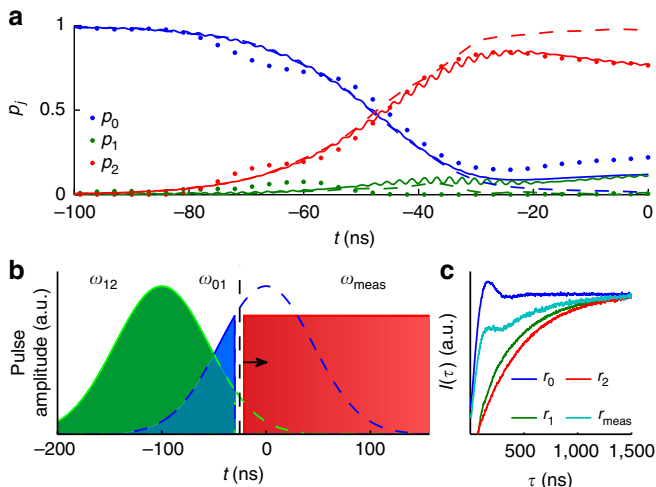 a
1
0.5
0
p_j
p_0
p_1
p_2
−100 −80 −60 −40 −20 0
t (ns)
b
ω_12 ω_01 ω_meas
Pulse
amplitude (a.u.)
−200 −100 0 100
t (ns)
c
I(τ) (a.u.)
r_0 r_2
r_1 r_meas
500 1,000 1,500
τ (ns)